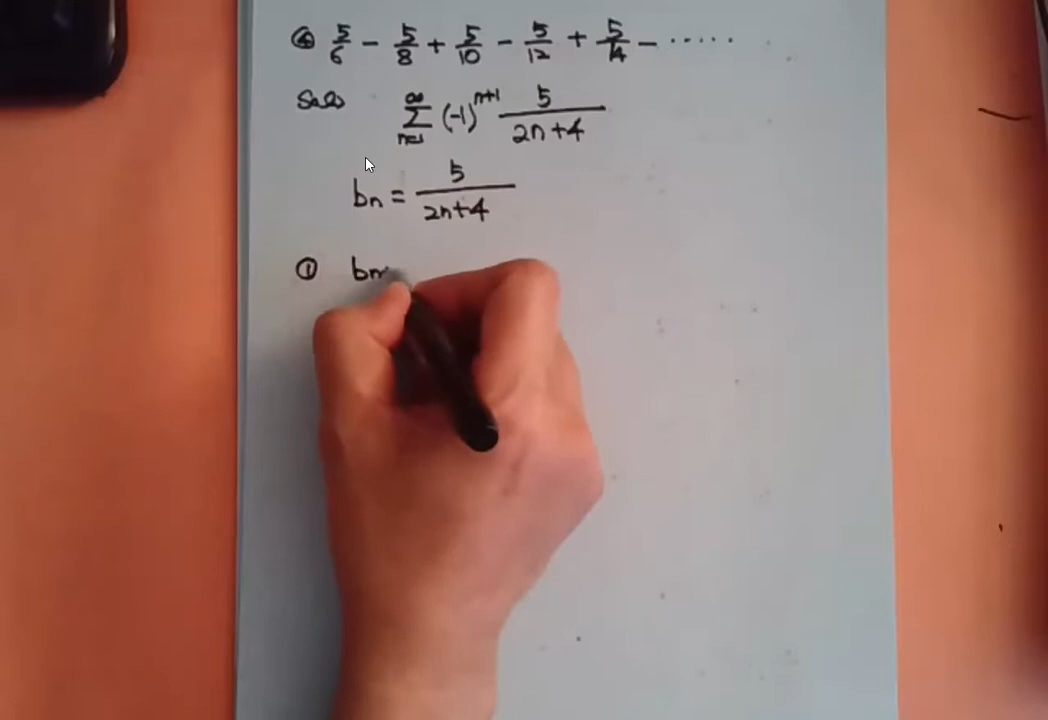 ④ 5/6 - 5/8 + 5/10 - 5/12 + 5/14 - .....
∞ Σ n=1 (-1)^n+1 5/2n+4
bn = 5/2n+4
① bn